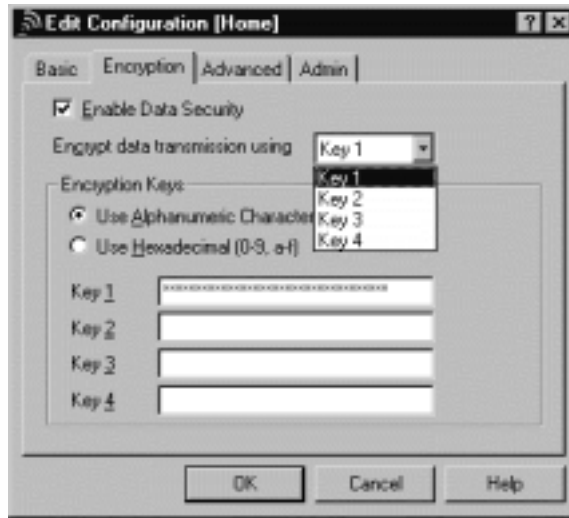 Edit Configuration [Home]
Basic Encryption Advanced Admin
Enable Data Security
Encrypt data transmission using Key 1
Key 1
Key 2
Key 3
Key 4
Encryption Keys
Use Alphanumeric Character
Use Hexadecimal (0-9, a-f)
Key 1
Key 2
Key 3
Key 4
OK Cancel Help